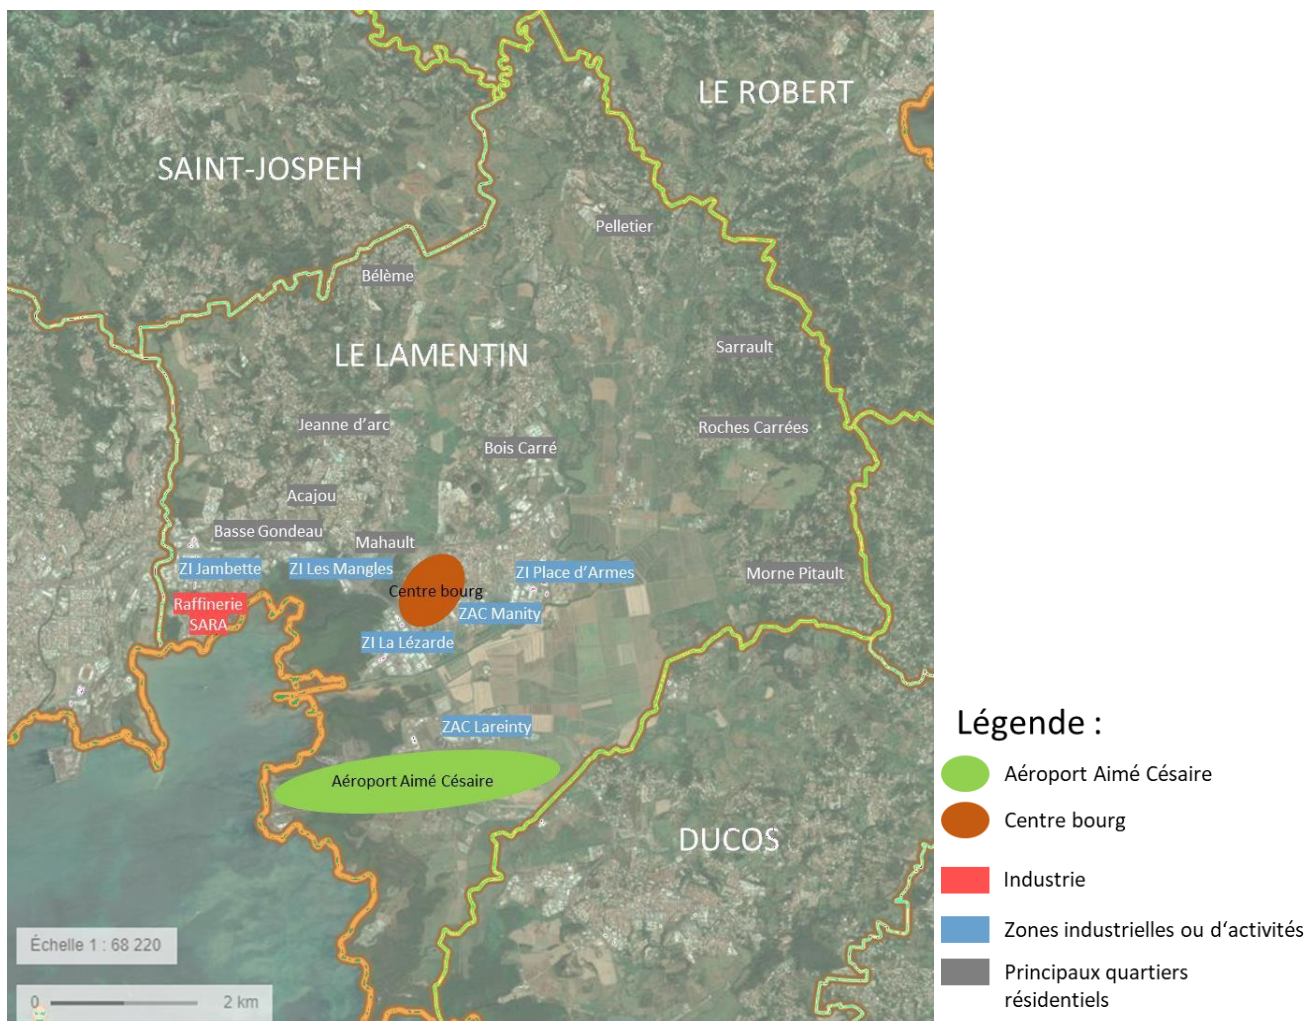 LE ROBERT
SAINT-JOSPEH
Pelletier
Bélème
LE LAMENTIN
Sarrault
Jeanne d'arc
Roches Carrées
Bois Carré
Acajou
Basse Gondeau
Mahault
ZI Jambette
ZI Les Mangles
ZI Place d'Armes
Morne Pitault
Centre bourg
Raffinerie
SARA
ZAC Manity
ZI La Lézarde
ZAC Lareinty
Aéroport Aimé Césaire
DUCOS
Échelle 1 : 68 220
0
2 km
Légende :
Aéroport Aimé Césaire
Centre bourg
Industrie
Zones industrielles ou d‘activités
Principaux quartiers
résidentiels